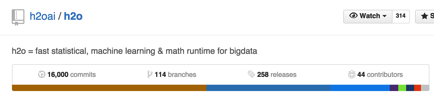 h2oai / h2o
Watch 314 S
h2o = fast statistical, machine learning & math runtime for bigdata
16,000 commits 114 branches 258 releases 44 contributors